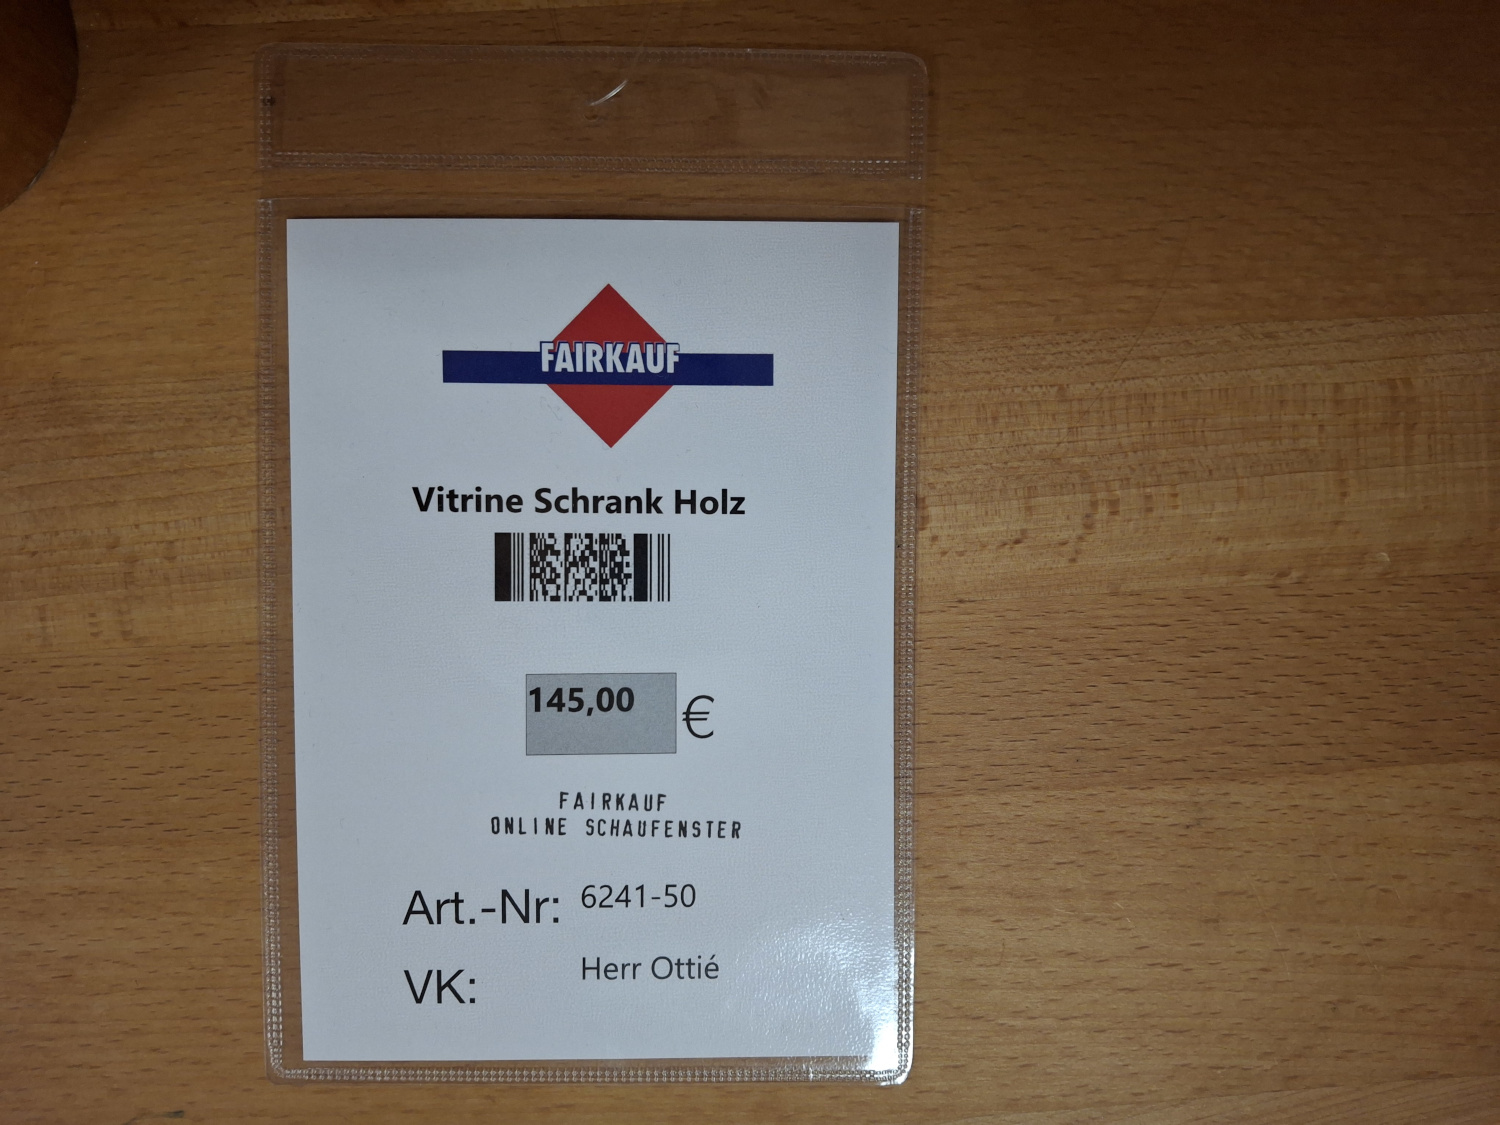 FAIRKAUF
Vitrine Schrank Holz
145,00 €
FAIRKAUF
ONLINE SCHAUFENSTER
Art.-Nr: 6241-50
VK: Herr Ottié